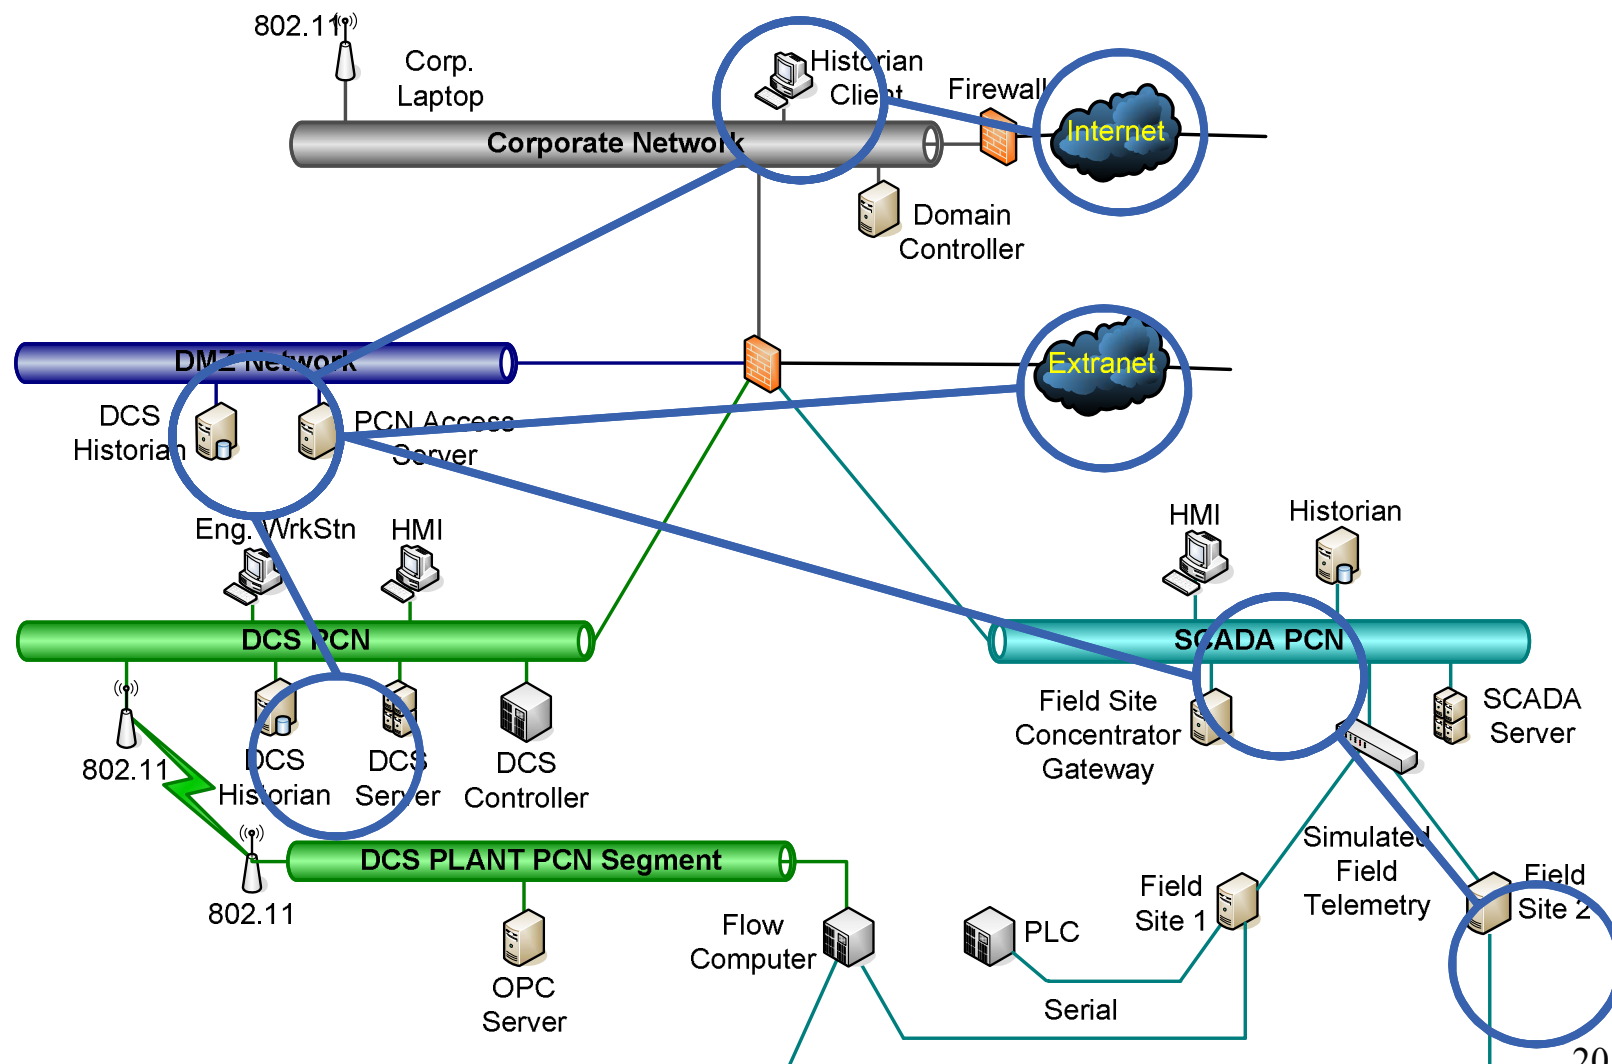 802.11
Corp.
Laptop
Historian
Client
Firewall
Internet
Corporate Network
Domain
Controller
DMZ Network
Extranet
DCS
Historian
PCN Access
Server
Eng. WrkStn
HMI
HMI
Historian
DCS PCN
SCADA PCN
802.11
DCS
Historian
DCS
Server
DCS
Controller
Field Site
Concentrator
Gateway
SCADA
Server
DCS PLANT PCN Segment
802.11
Simulated
Field
Telemetry
Field
Site 1
Field
Site 2
OPC
Server
Flow
Computer
PLC
Serial
20